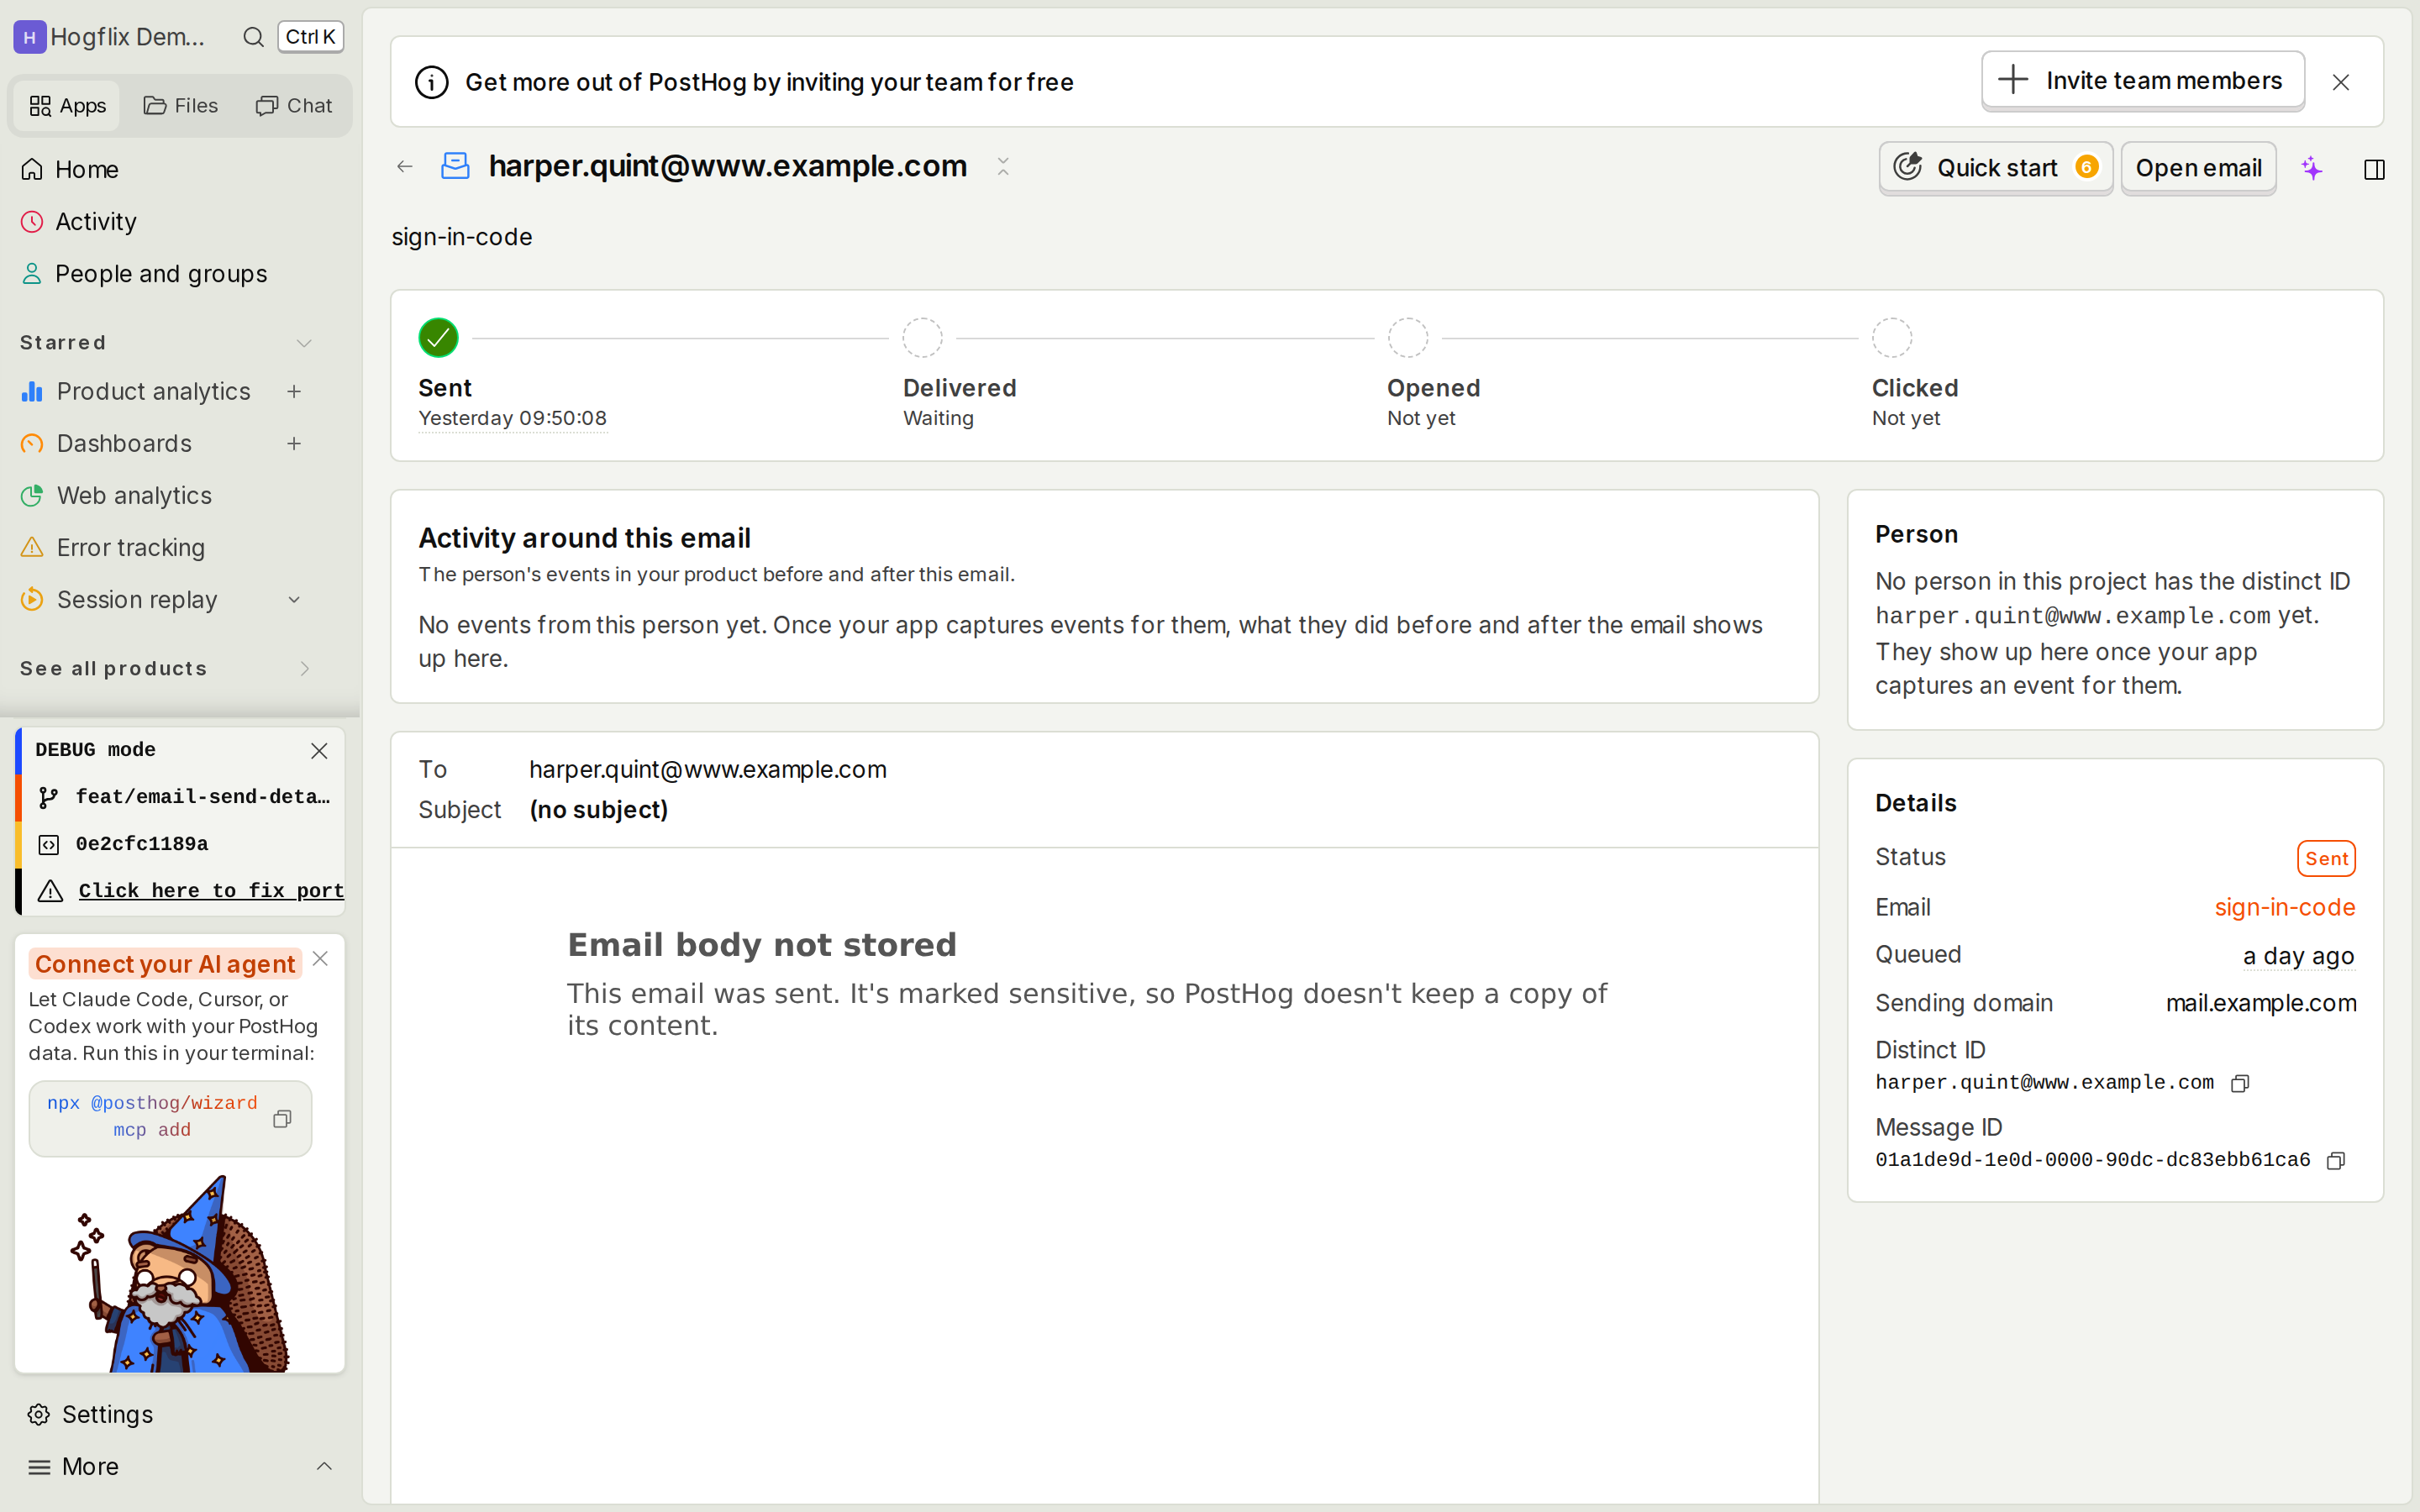 H Hogflix Dem... Ctrl K
Apps Files Chat
Home
Activity
People and groups
Starred
Product analytics
Dashboards
Web analytics
Error tracking
Session replay
See all products
DEBUG mode
feat/email-send-deta…
0e2cfc1189a
Click here to fix port
Connect your AI agent
Let Claude Code, Cursor, or
Codex work with your PostHog
data. Run this in your terminal:
npx @posthog/wizard
mcp add
Settings
More
Get more out of PostHog by inviting your team for free
Invite team members
harper.quint@www.example.com
Quick start 6
Open email
sign-in-code
Sent
Yesterday 09:50:08
Delivered
Waiting
Opened
Not yet
Clicked
Not yet
Activity around this email
The person's events in your product before and after this email.
No events from this person yet. Once your app captures events for them, what they did before and after the email shows
up here.
To harper.quint@www.example.com
Subject (no subject)
Email body not stored
This email was sent. It's marked sensitive, so PostHog doesn't keep a copy of
its content.
Person
No person in this project has the distinct ID
harper.quint@www.example.com yet.
They show up here once your app
captures an event for them.
Details
Status Sent
Email sign-in-code
Queued a day ago
Sending domain mail.example.com
Distinct ID
harper.quint@www.example.com
Message ID
01a1de9d-1e0d-0000-90dc-dc83ebb61ca6